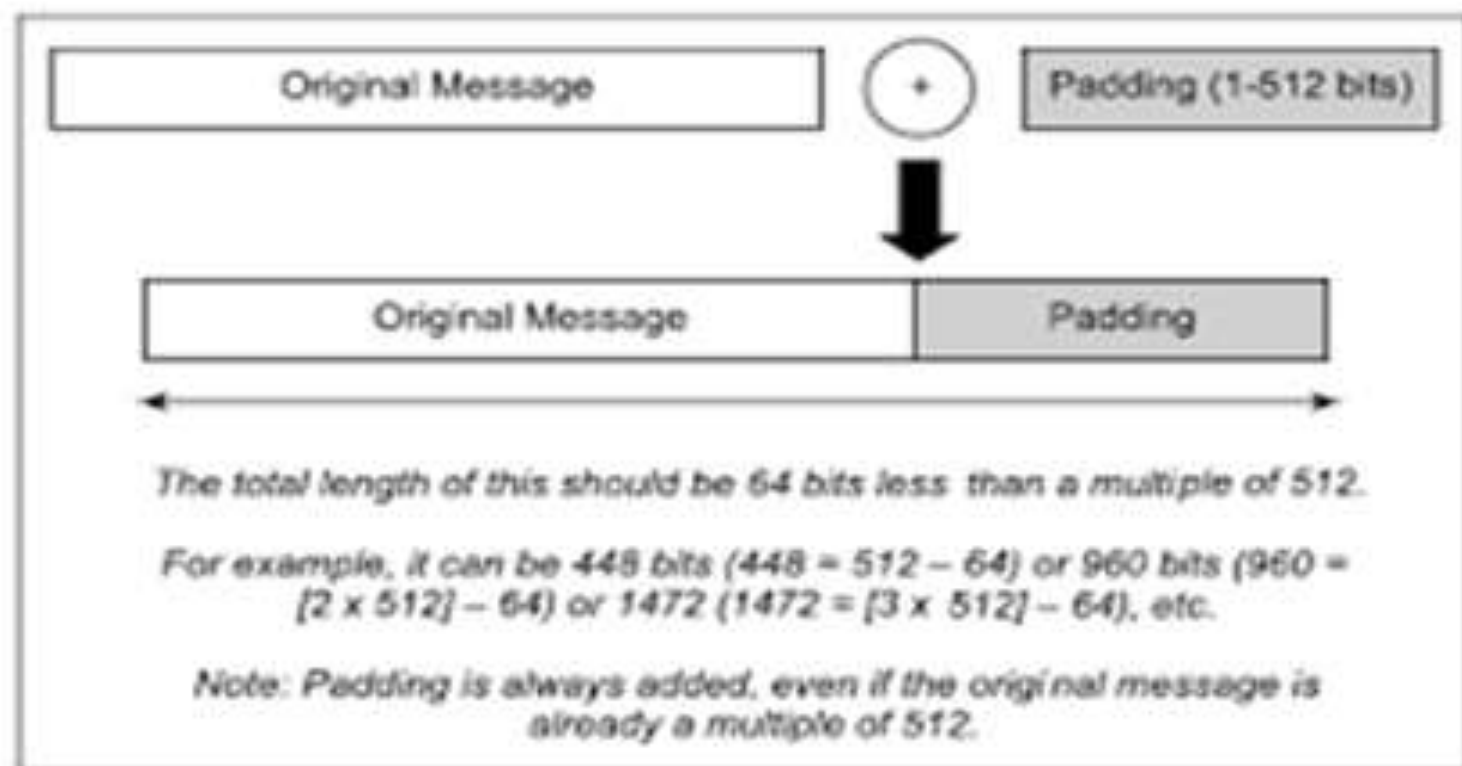 Original Message
+
Padding (1-512 bits)
Original Message
Padding
The total length of this should be 64 bits less than a multiple of 512.
For example, it can be 448 bits (448 = 512 – 64) or 960 bits (960 =
[2 x 512] – 64) or 1472 (1472 = [3 x 512] – 64), etc.
Note: Padding is always added, even if the original message is
already a multiple of 512.